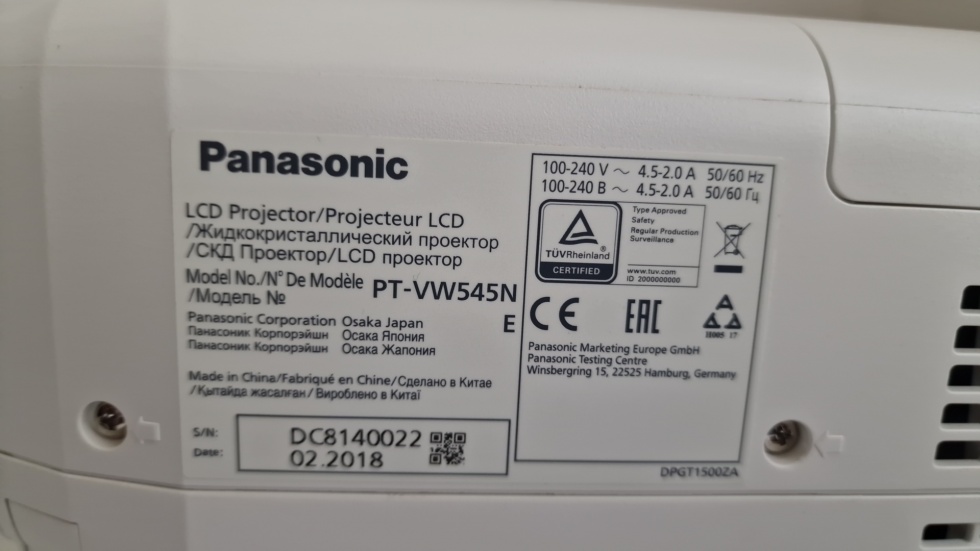 Panasonic
LCD Projector/Projecteur LCD
/Жидкокристаллический проектор
/СКД Проектор/LCD проектор
Model No./N° De Modèle PT-VW545N
/Модель №
Panasonic Corporation Osaka Japan E
Панасоник Корпорэйшн Осака Япония
Панасоник Корпорэйшн Осака Жапония
Made in China/Fabriqué en Chine/Сделано в Китае
/Қытайда жасалған/Вироблено в Китаї
S/N: DC8140022
Date: 02.2018
100-240 V ~ 4.5-2.0 A 50/60 Hz
100-240 В ~ 4.5-2.0 A 50/60 Гц
TÜVRheinland®
CERTIFIED
Type Approved
Safety
Regular Production
Surveillance
www.tuv.com
ID 2000000000
CE EAC
IE005 17
Panasonic Marketing Europe GmbH
Panasonic Testing Centre
Winsbergring 15, 22525 Hamburg, Germany
DPGT1500ZA